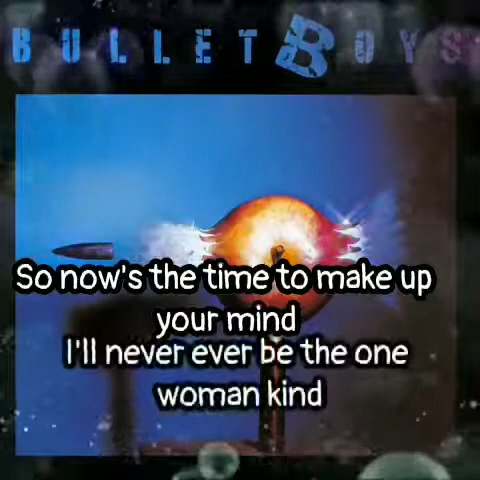 BULLETBOYS
So now's the time to make up
your mind
I'll never ever be the one
woman kind